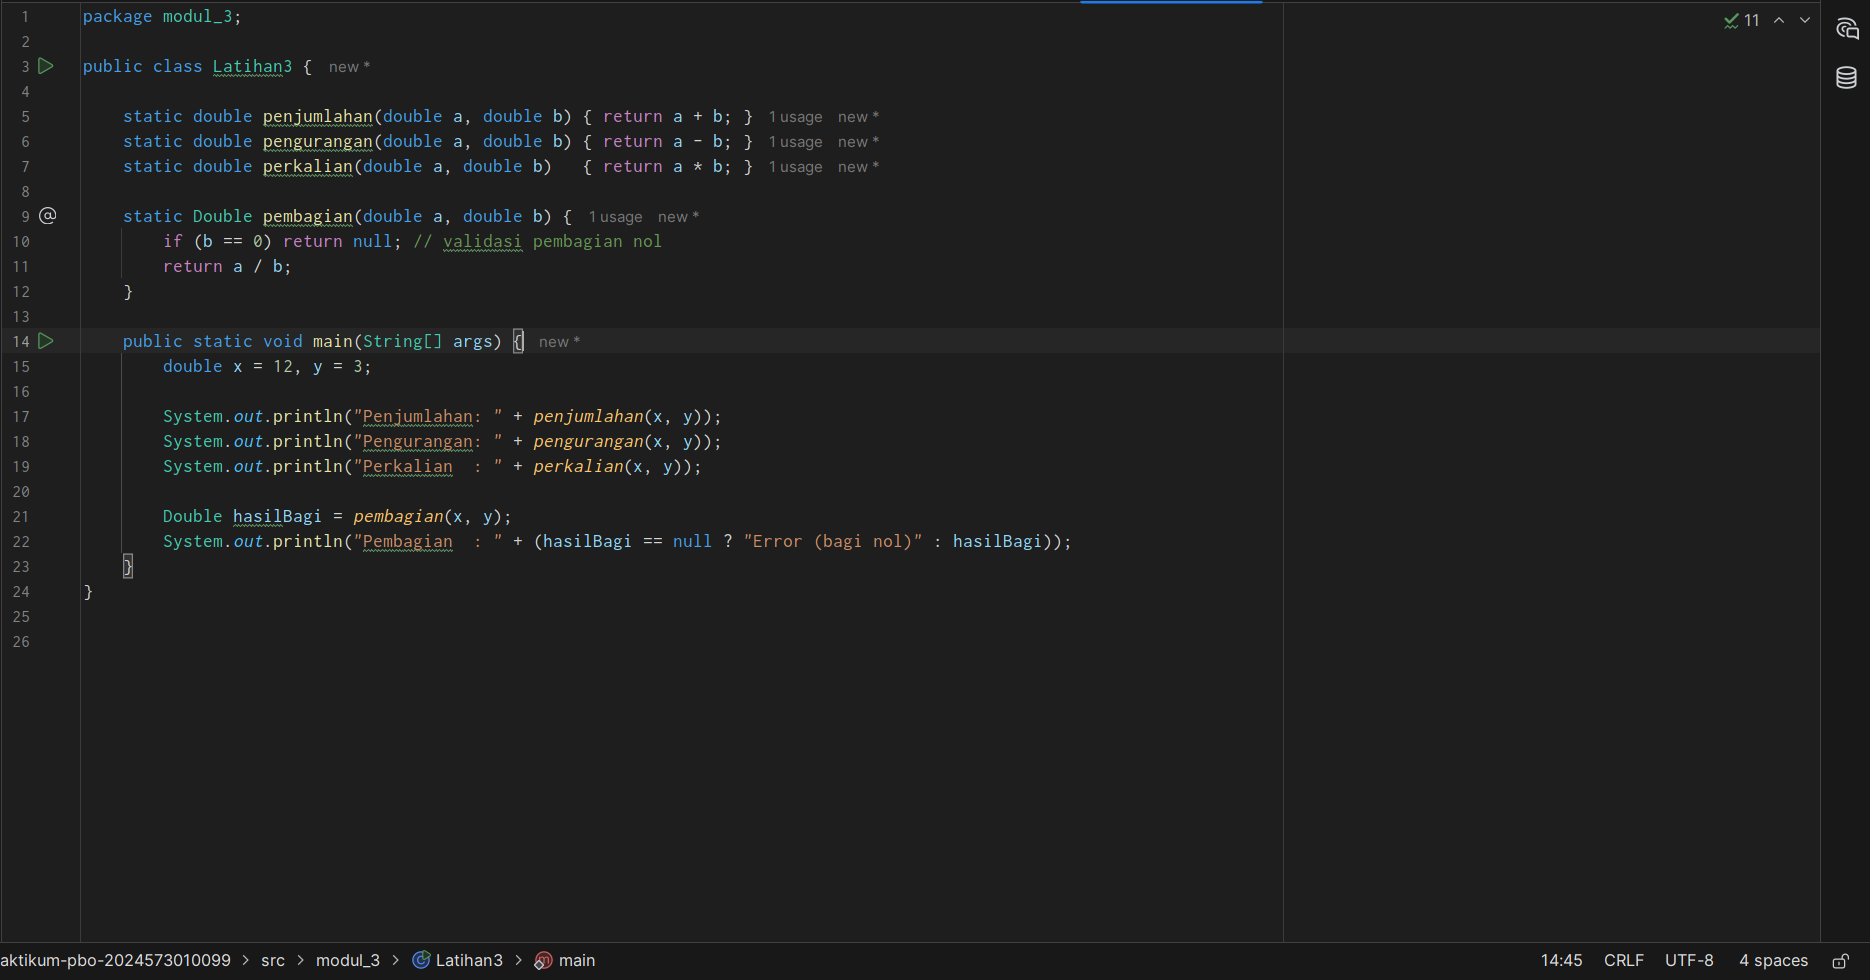 1 package modul_3; 11
2
3 public class Latihan3 { new *
4
5 static double penjumlahan(double a, double b) { return a + b; } 1 usage new *
6 static double pengurangan(double a, double b) { return a - b; } 1 usage new *
7 static double perkalian(double a, double b) { return a * b; } 1 usage new *
8
9 @ static Double pembagian(double a, double b) { 1 usage new *
10 if (b == 0) return null; // validasi pembagian nol
11 return a / b;
12 }
13
14 public static void main(String[] args) { new *
15 double x = 12, y = 3;
16
17 System.out.println("Penjumlahan: " + penjumlahan(x, y));
18 System.out.println("Pengurangan: " + pengurangan(x, y));
19 System.out.println("Perkalian  : " + perkalian(x, y));
20
21 Double hasilBagi = pembagian(x, y);
22 System.out.println("Pembagian  : " + (hasilBagi == null ? "Error (bagi nol)" : hasilBagi));
23 }
24 }
25
26
aktikum-pbo-2024573010099 > src > modul_3 > Latihan3 > main 14:45 CRLF UTF-8 4 spaces